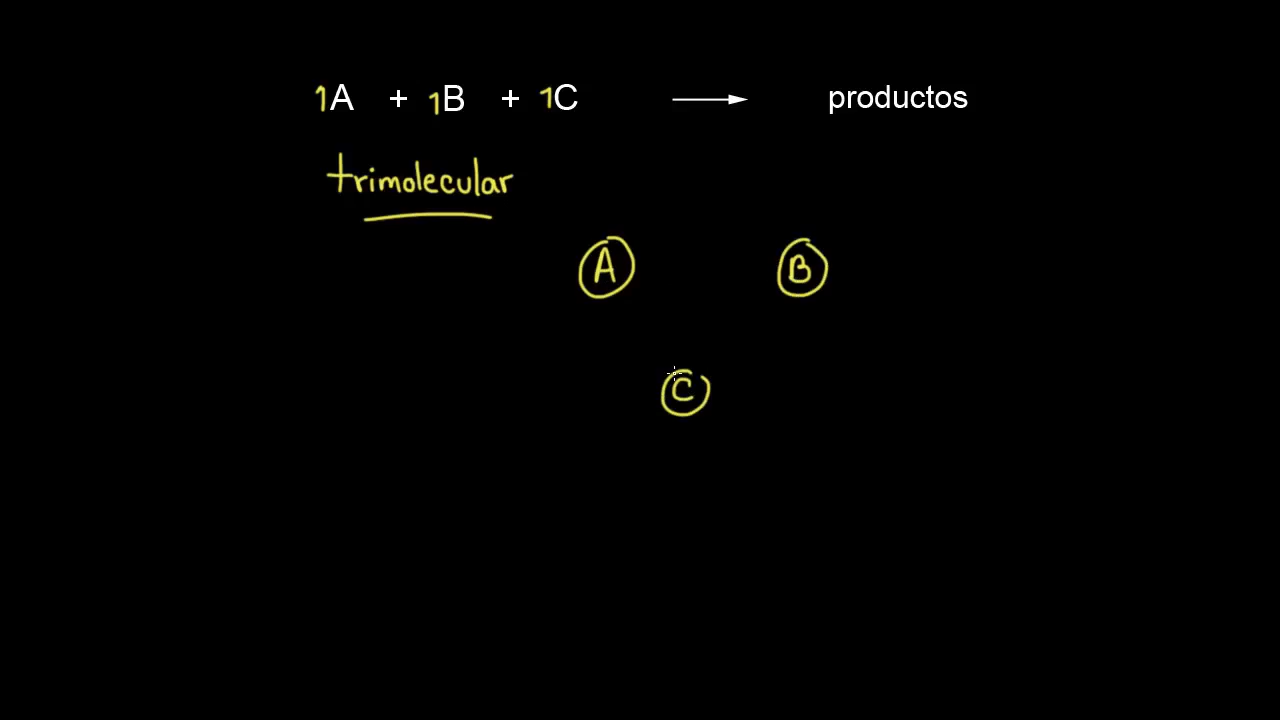 1A + 1B + 1C → productos
trimolecular
A B
C